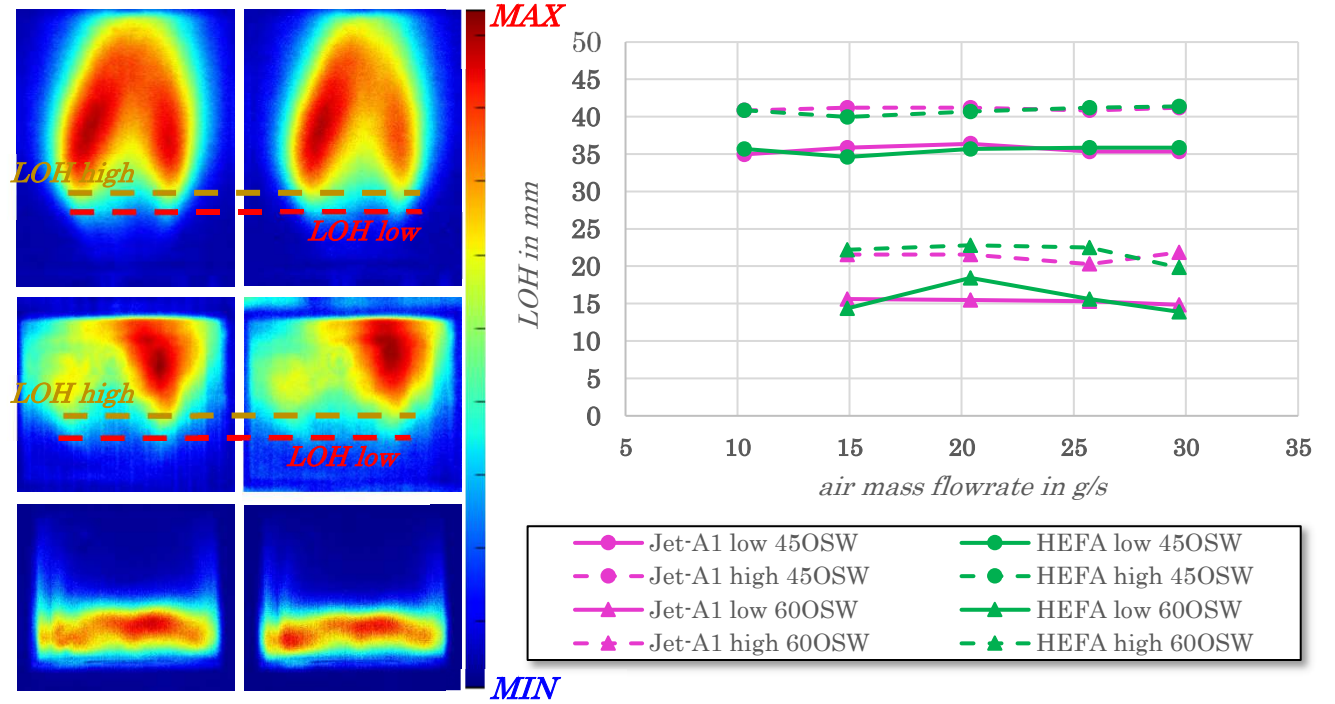 MAX
LOH high
LOH low
LOH high
LOH low
MIN
LOH in mm
50
45
40
35
30
25
20
15
10
5
0
5 10 15 20 25 30 35
air mass flowrate in g/s
Jet-A1 low 45OSW HEFA low 45OSW
Jet-A1 high 45OSW HEFA high 45OSW
Jet-A1 low 60OSW HEFA low 60OSW
Jet-A1 high 60OSW HEFA high 60OSW